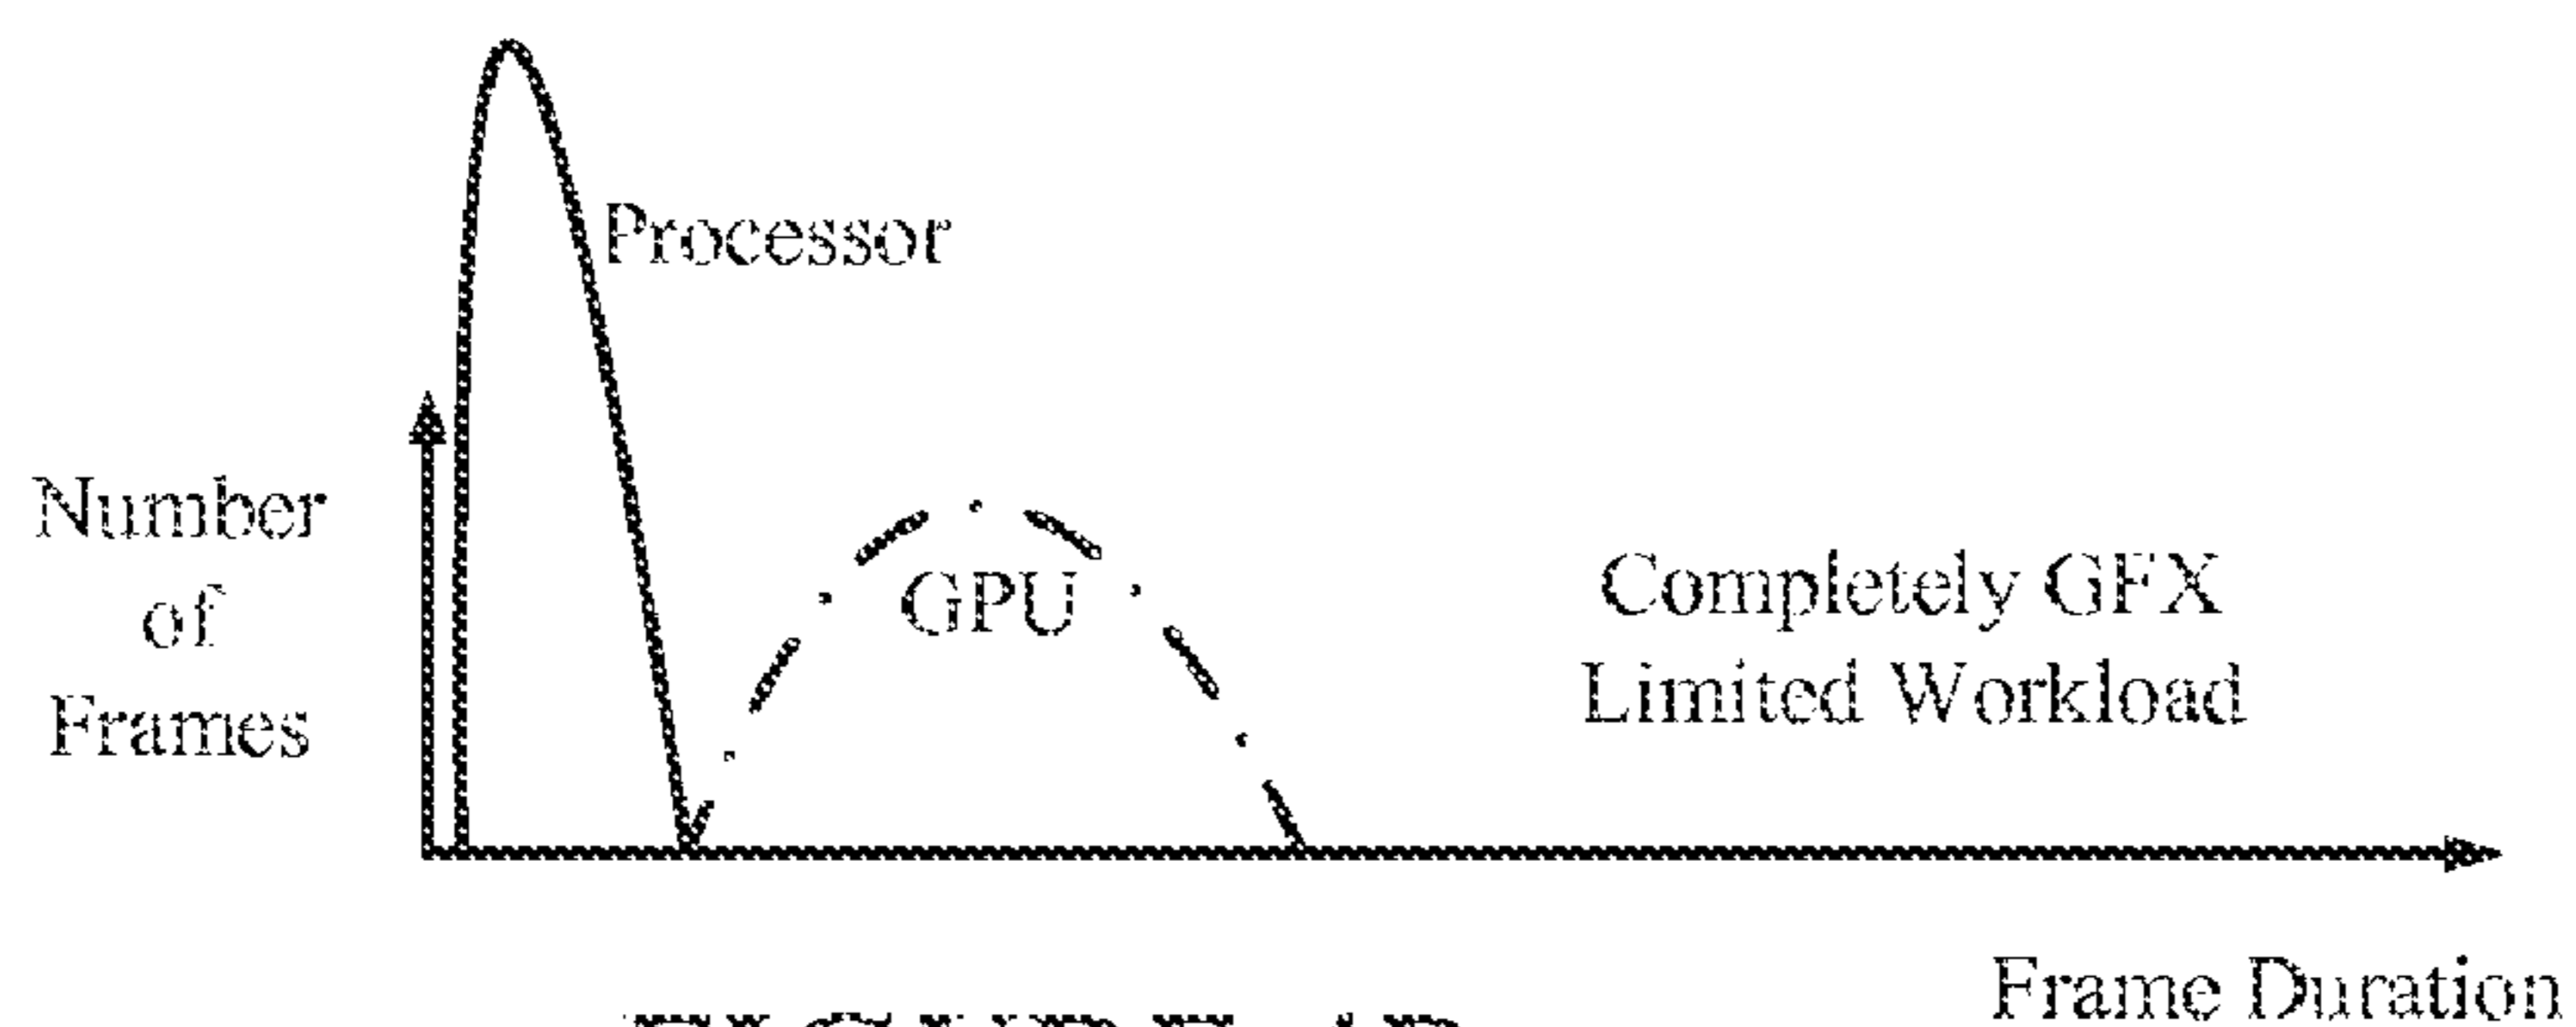 Processor
Number
of
Frames
GPU
Completely GFX
Limited Workload
Frame Duration